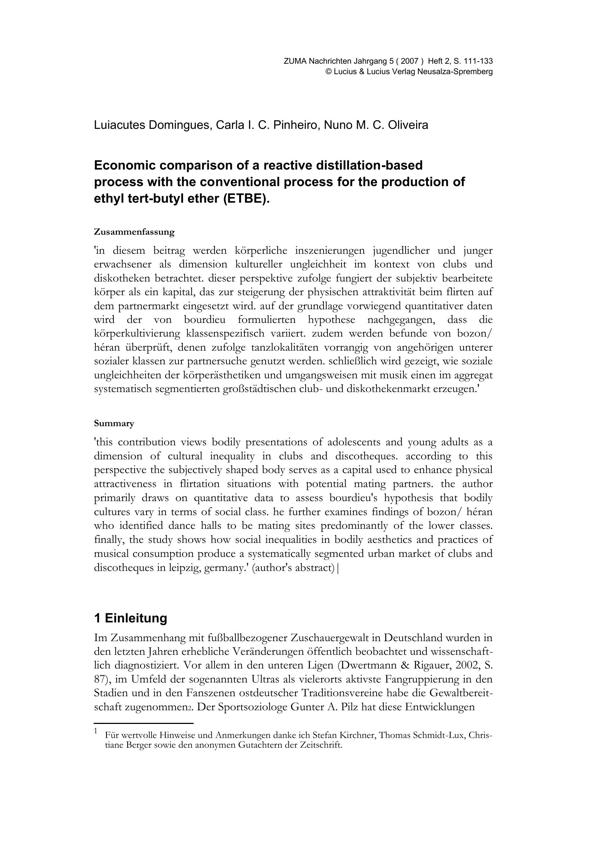 ZUMA Nachrichten Jahrgang 5 ( 2007 ) Heft 2, S. 111-133
© Lucius & Lucius Verlag Neusalza-Spremberg
Luiacutes Domingues, Carla I. C. Pinheiro, Nuno M. C. Oliveira
Economic comparison of a reactive distillation-based
process with the conventional process for the production of
ethyl tert-butyl ether (ETBE).
Zusammenfassung
'in diesem beitrag werden körperliche inszenierungen jugendlicher und junger
erwachsener als dimension kultureller ungleichheit im kontext von clubs und
diskotheken betrachtet. dieser perspektive zufolge fungiert der subjektiv bearbeitete
körper als ein kapital, das zur steigerung der physischen attraktivität beim flirten auf
dem partnermarkt eingesetzt wird. auf der grundlage vorwiegend quantitativer daten
wird der von bourdieu formulierten hypothese nachgegangen, dass die
körperkultivierung klassenspezifisch variiert. zudem werden befunde von bozon/
héran überprüft, denen zufolge tanzlokalitäten vorrangig von angehörigen unterer
sozialer klassen zur partnersuche genutzt werden. schließlich wird gezeigt, wie soziale
ungleichheiten der körperästhetiken und umgangsweisen mit musik einen im aggregat
systematisch segmentierten großstädtischen club- und diskothekenmarkt erzeugen.'
Summary
'this contribution views bodily presentations of adolescents and young adults as a
dimension of cultural inequality in clubs and discotheques. according to this
perspective the subjectively shaped body serves as a capital used to enhance physical
attractiveness in flirtation situations with potential mating partners. the author
primarily draws on quantitative data to assess bourdieu's hypothesis that bodily
cultures vary in terms of social class. he further examines findings of bozon/ héran
who identified dance halls to be mating sites predominantly of the lower classes.
finally, the study shows how social inequalities in bodily aesthetics and practices of
musical consumption produce a systematically segmented urban market of clubs and
discotheques in leipzig, germany.' (author's abstract)|
1 Einleitung
Im Zusammenhang mit fußballbezogener Zuschauergewalt in Deutschland wurden in
den letzten Jahren erhebliche Veränderungen öffentlich beobachtet und wissenschaft-
lich diagnostiziert. Vor allem in den unteren Ligen (Dwertmann & Rigauer, 2002, S.
87), im Umfeld der sogenannten Ultras als vielerorts aktivste Fangruppierung in den
Stadien und in den Fanszenen ostdeutscher Traditionsvereine habe die Gewaltbereit-
schaft zugenommen2. Der Sportsoziologe Gunter A. Pilz hat diese Entwicklungen
1 Für wertvolle Hinweise und Anmerkungen danke ich Stefan Kirchner, Thomas Schmidt-Lux, Chris-
tiane Berger sowie den anonymen Gutachtern der Zeitschrift.